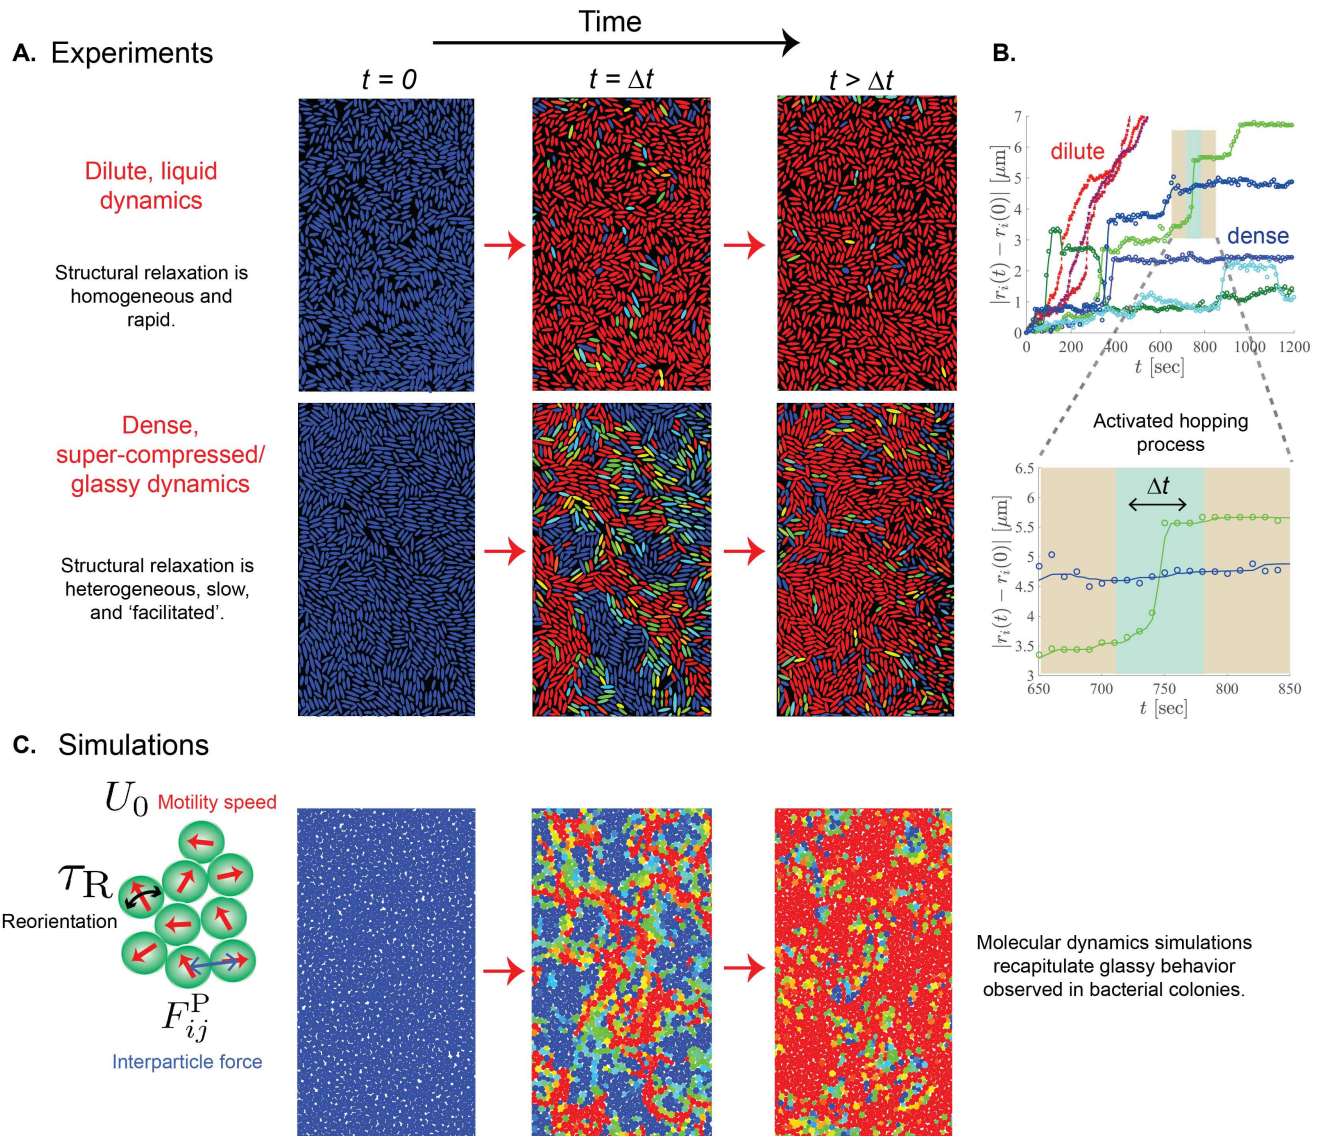 Time
A. Experiments
t = 0
t = Δt
t > Δt
Dilute, liquid
dynamics
Structural relaxation is
homogeneous and
rapid.
Dense,
super-compressed/
glassy dynamics
Structural relaxation is
heterogeneous, slow,
and ‘facilitated’.
B.
|r_i(t) − r_i(0)| [μm]
7
6
5
4
3
2
1
0
dilute
dense
0 200 400 600 800 1000 1200
t [sec]
Activated hopping
process
|r_i(t) − r_i(0)| [μm]
6.5
6
5.5
5
4.5
4
3.5
3
Δt
650 700 750 800 850
t [sec]
C. Simulations
U₀ Motility speed
τ_R
Reorientation
F_ij^P
Interparticle force
Molecular dynamics simulations
recapitulate glassy behavior
observed in bacterial colonies.